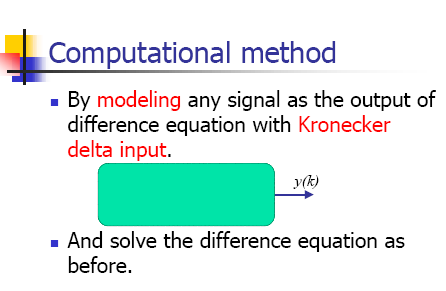 Computational method
By modeling any signal as the output of
difference equation with Kronecker
delta input.
y(k)
And solve the difference equation as
before.